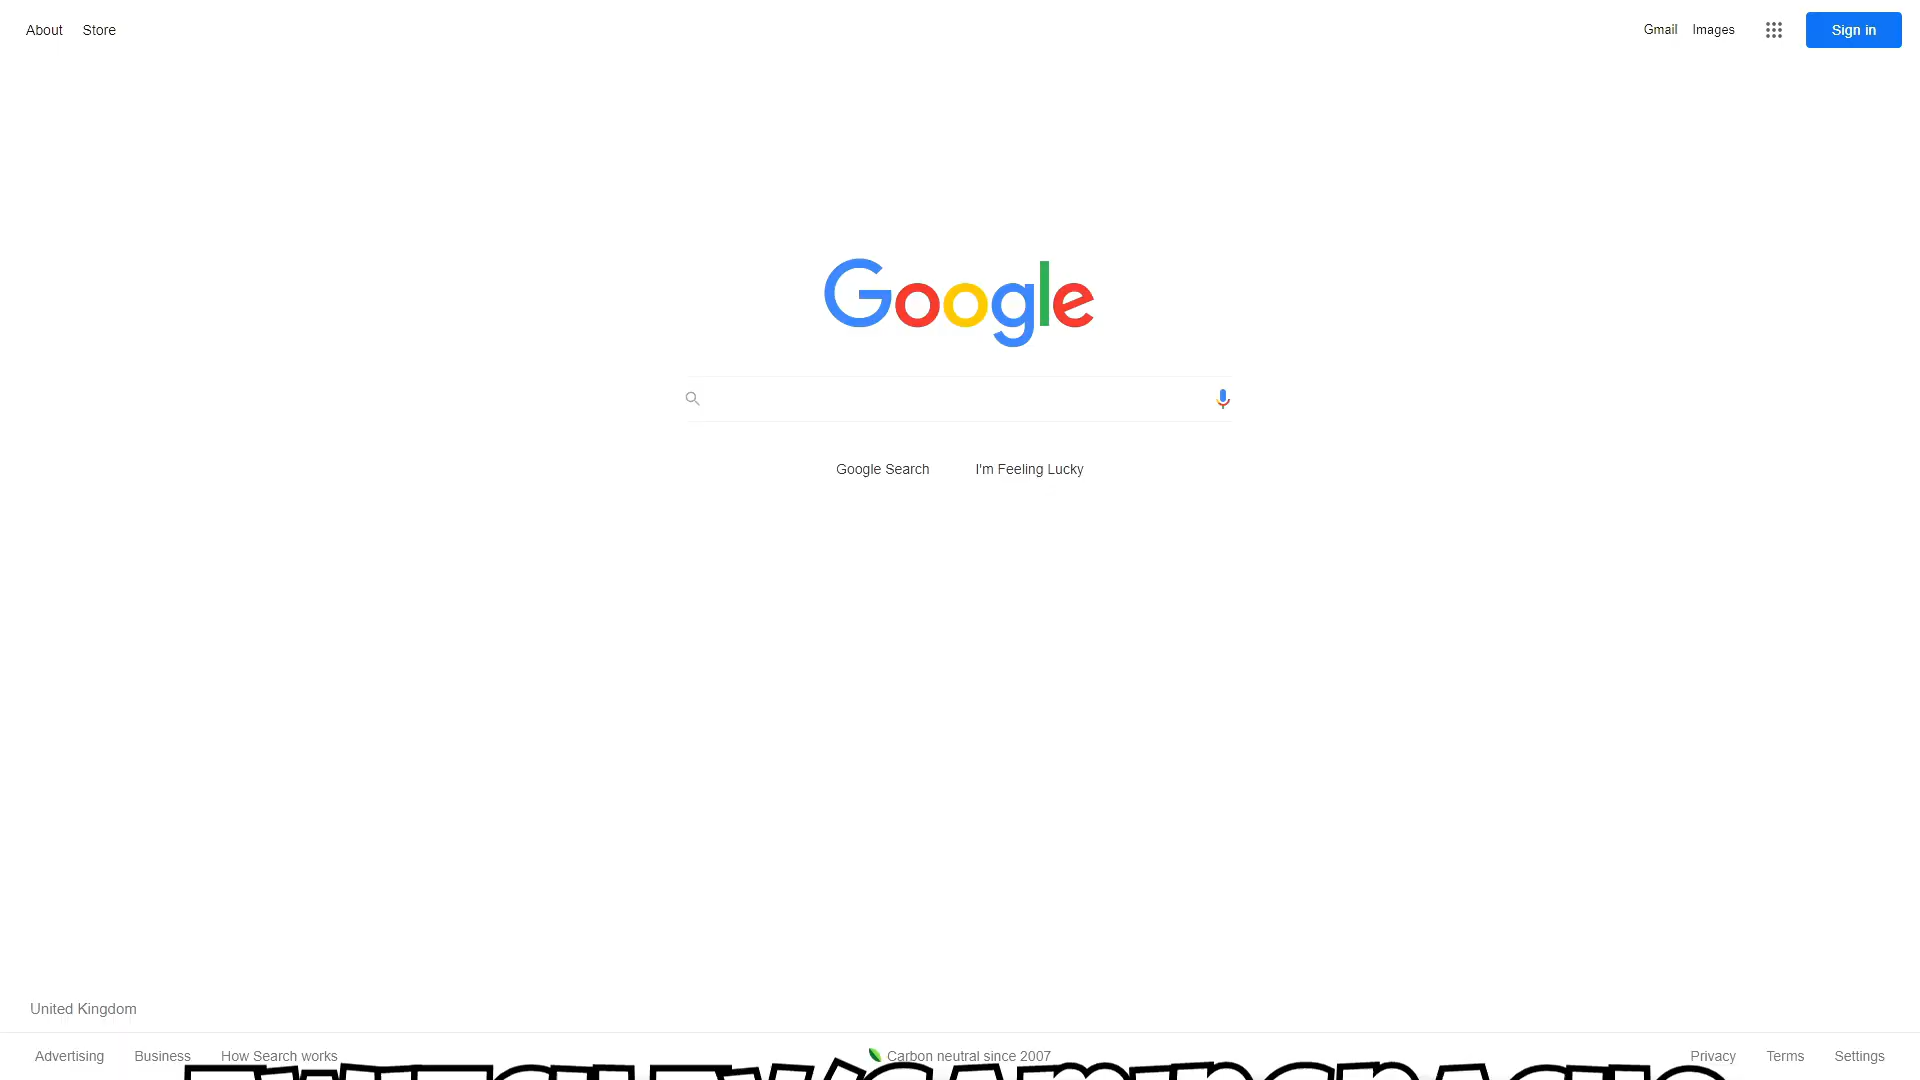 About Store
Gmail Images Sign in
Google
Google Search I'm Feeling Lucky
United Kingdom
Advertising Business How Search works
Carbon neutral since 2007
Privacy Terms Settings